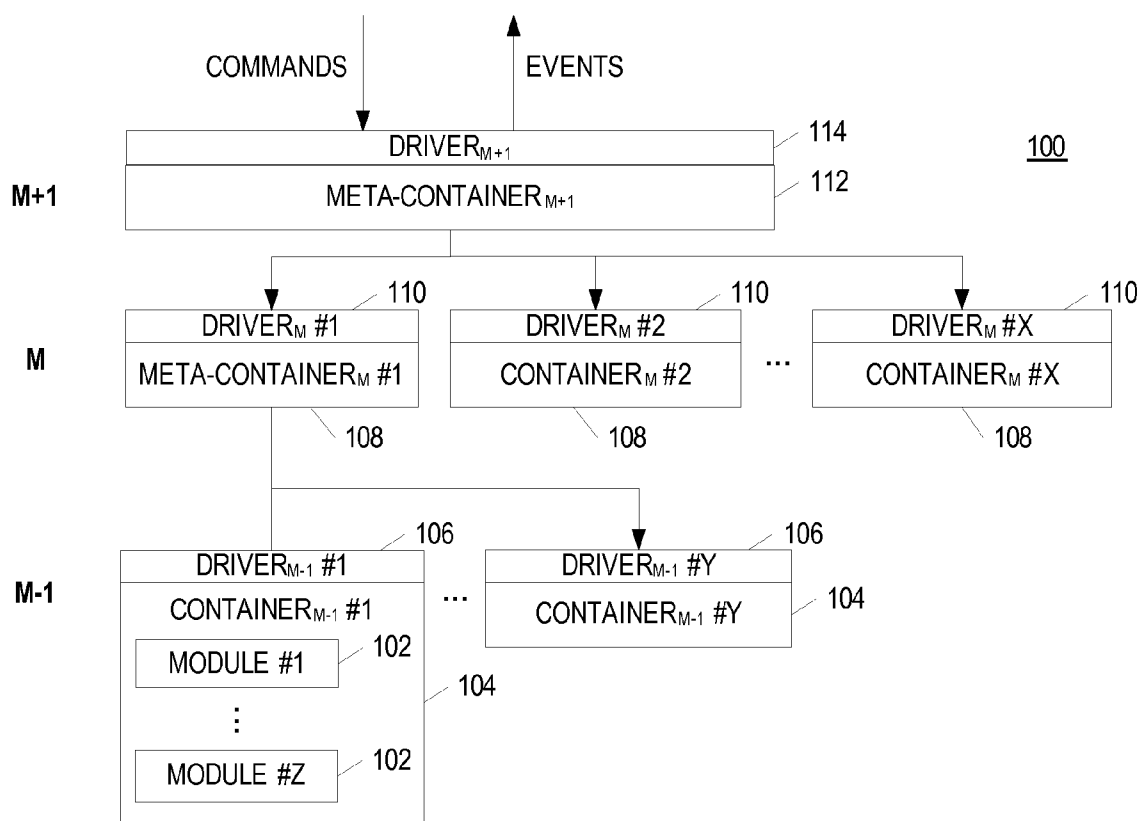 COMMANDS EVENTS
DRIVER M+1 114
100
M+1 META-CONTAINER M+1 112
110 110 110
DRIVER M #1 DRIVER M #2 DRIVER M #X
M META-CONTAINER M #1 CONTAINER M #2 ... CONTAINER M #X
108 108 108
106 106
DRIVER M-1 #1 DRIVER M-1 #Y
M-1 CONTAINER M-1 #1 ... CONTAINER M-1 #Y 104
MODULE #1 102
104
⋮
MODULE #Z 102